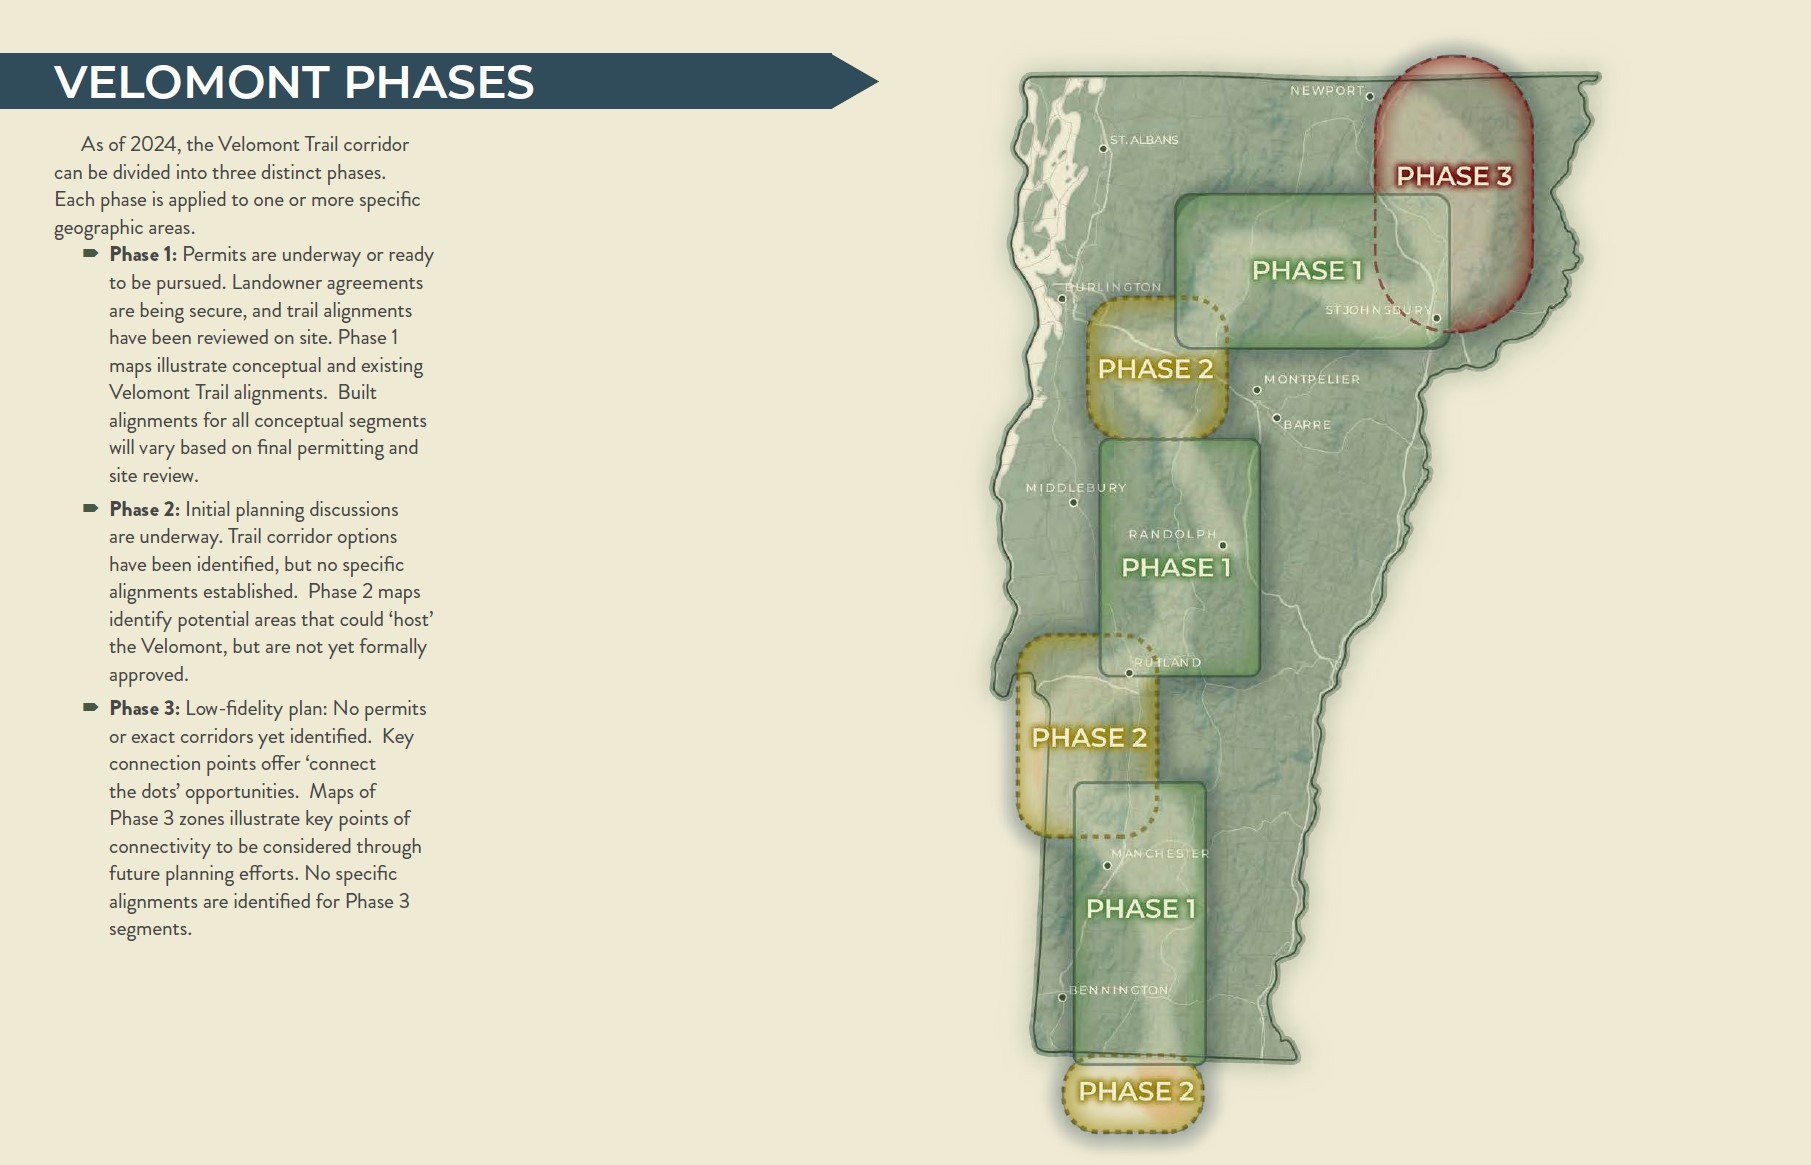 VELOMONT PHASES
As of 2024, the Velomont Trail corridor
can be divided into three distinct phases.
Each phase is applied to one or more specific
geographic areas.
Phase 1: Permits are underway or ready
to be pursued. Landowner agreements
are being secure, and trail alignments
have been reviewed on site. Phase 1
maps illustrate conceptual and existing
Velomont Trail alignments.  Built
alignments for all conceptual segments
will vary based on final permitting and
site review.
Phase 2: Initial planning discussions
are underway. Trail corridor options
have been identified, but no specific
alignments established.  Phase 2 maps
identify potential areas that could ‘host’
the Velomont, but are not yet formally
approved.
Phase 3: Low-fidelity plan: No permits
or exact corridors yet identified.  Key
connection points offer ‘connect
the dots’ opportunities.  Maps of
Phase 3 zones illustrate key points of
connectivity to be considered through
future planning efforts. No specific
alignments are identified for Phase 3
segments.
NEWPORT
ST. ALBANS
PHASE 3
PHASE 1
BURLINGTON
ST JOHNSBURY
PHASE 2
MONTPELIER
BARRE
MIDDLEBURY
RANDOLPH
PHASE 1
RUTLAND
PHASE 2
MANCHESTER
PHASE 1
BENNINGTON
PHASE 2